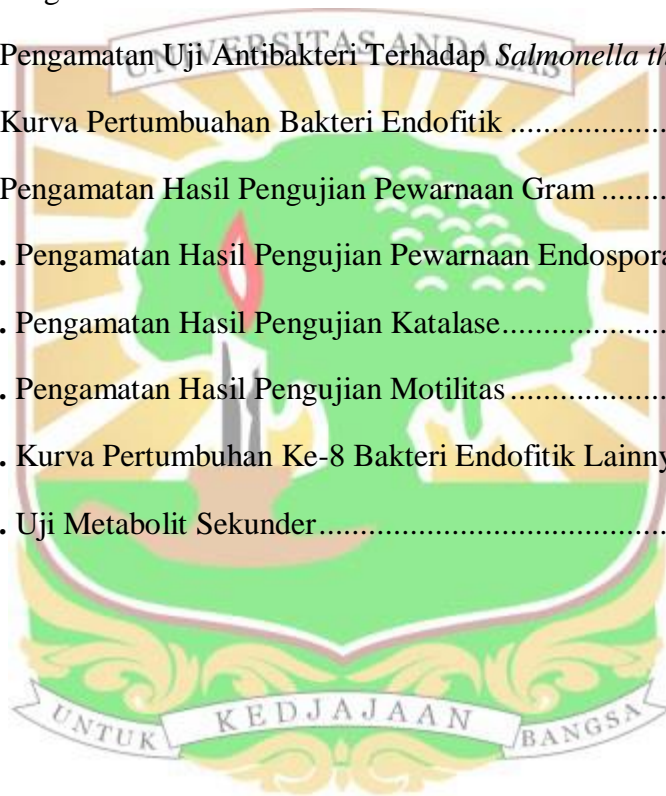 UNIVERSITAS ANDALAS
Pengamatan Uji Antibakteri Terhadap Salmonella th
Kurva Pertumbuahan Bakteri Endofitik ....................
Pengamatan Hasil Pengujian Pewarnaan Gram .........
. Pengamatan Hasil Pengujian Pewarnaan Endospora
. Pengamatan Hasil Pengujian Katalase.....................
. Pengamatan Hasil Pengujian Motilitas ....................
. Kurva Pertumbuhan Ke-8 Bakteri Endofitik Lainny
. Uji Metabolit Sekunder............................................
UNTUK KEDJAJAAN BANGSA